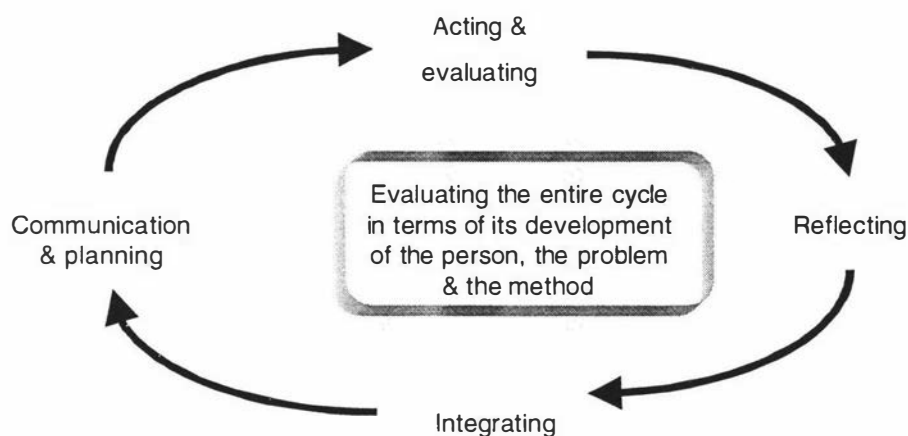 Acting &
evaluating
Evaluating the entire cycle
in terms of its development
of the person, the problem
& the method
Communication
& planning
Reflecting
Integrating